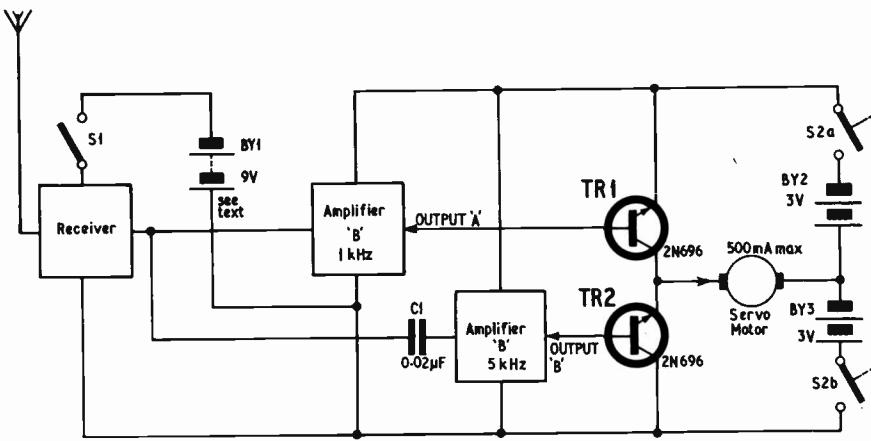 S1
BY1
9V
see
text
Receiver
Amplifier
'B'
1 kHz
OUTPUT 'A'
C1
0·02µF
Amplifier
'B'
5 kHz
OUTPUT
'B'
TR1
2N696
TR2
2N696
500mA max
Servo
Motor
S2a
BY2
3V
BY3
3V
S2b